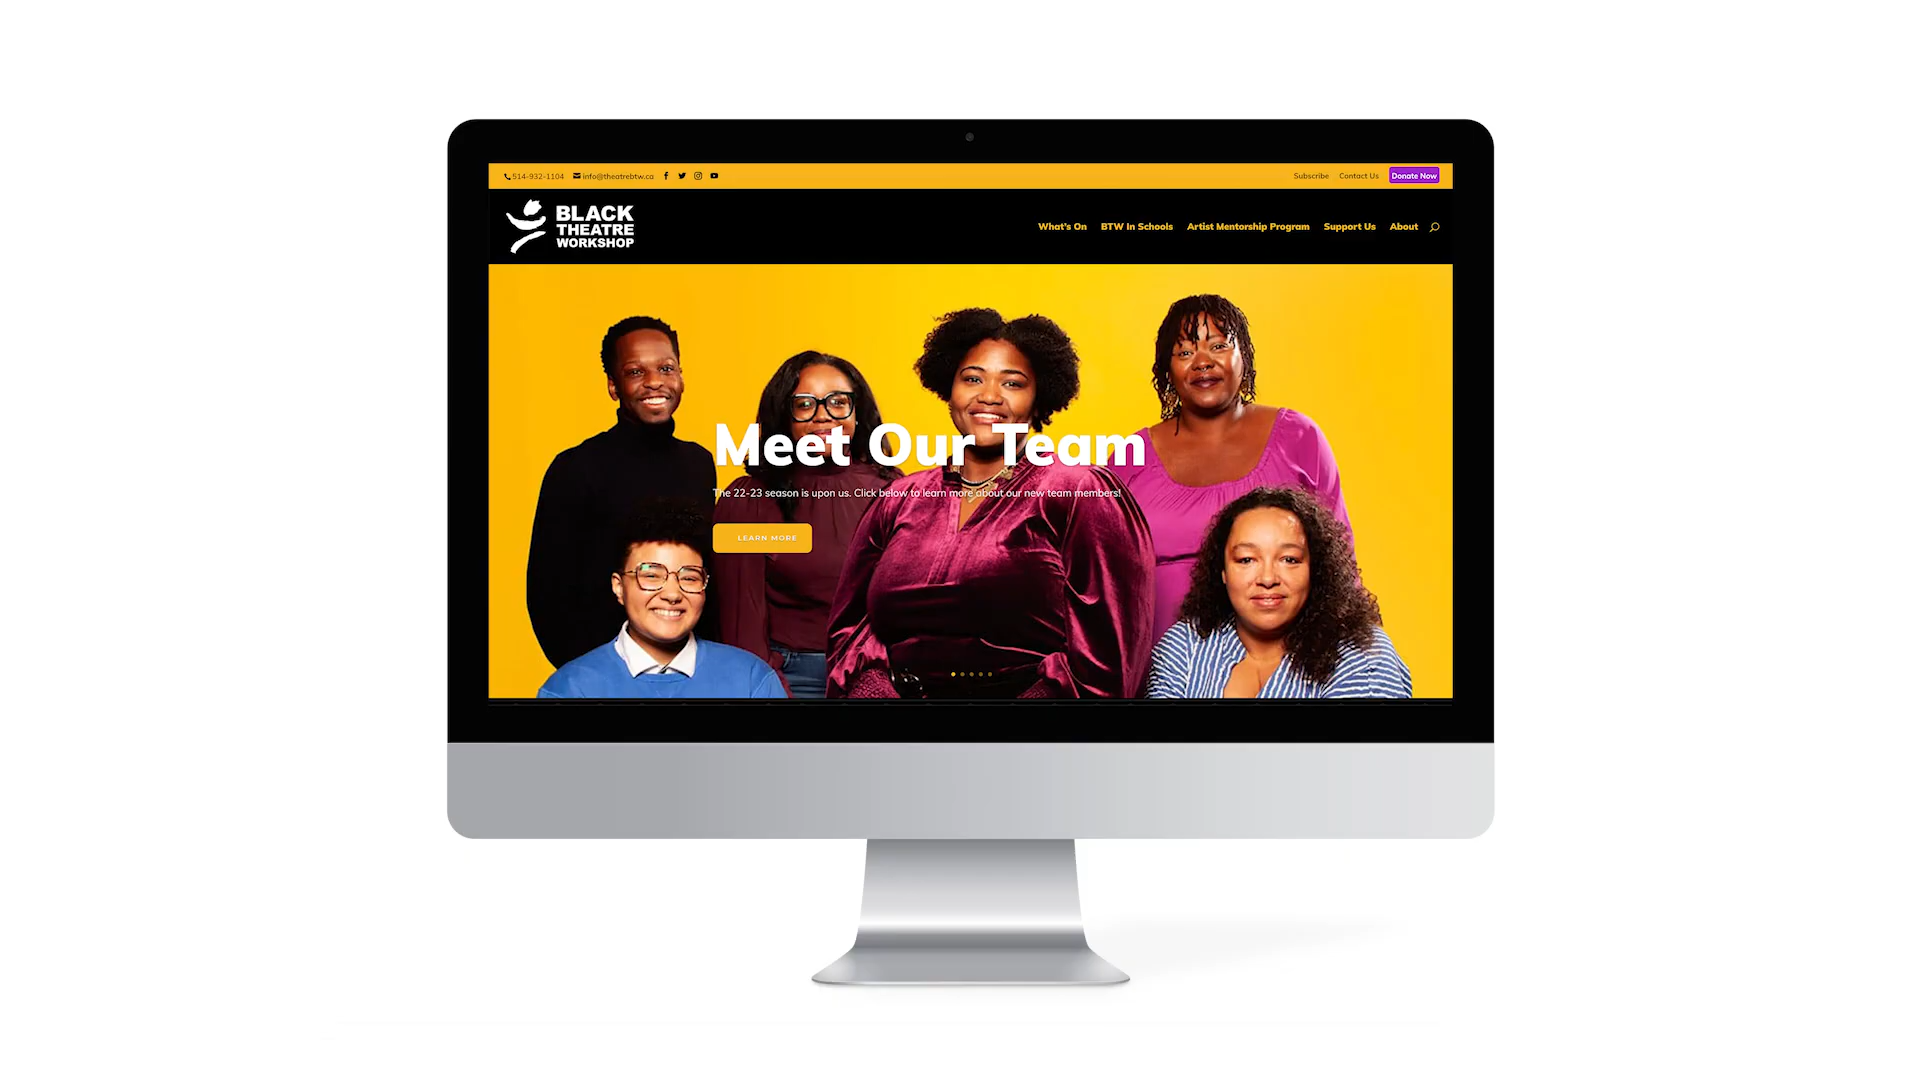 514-932-1104 info@theatrebtw.ca
Subscribe Contact Us Donate Now
BLACK
THEATRE
WORKSHOP
What's On BTW In Schools Artist Mentorship Program Support Us About
Meet Our Team
The 22-23 season is upon us. Click below to learn more about our new team members!
LEARN MORE